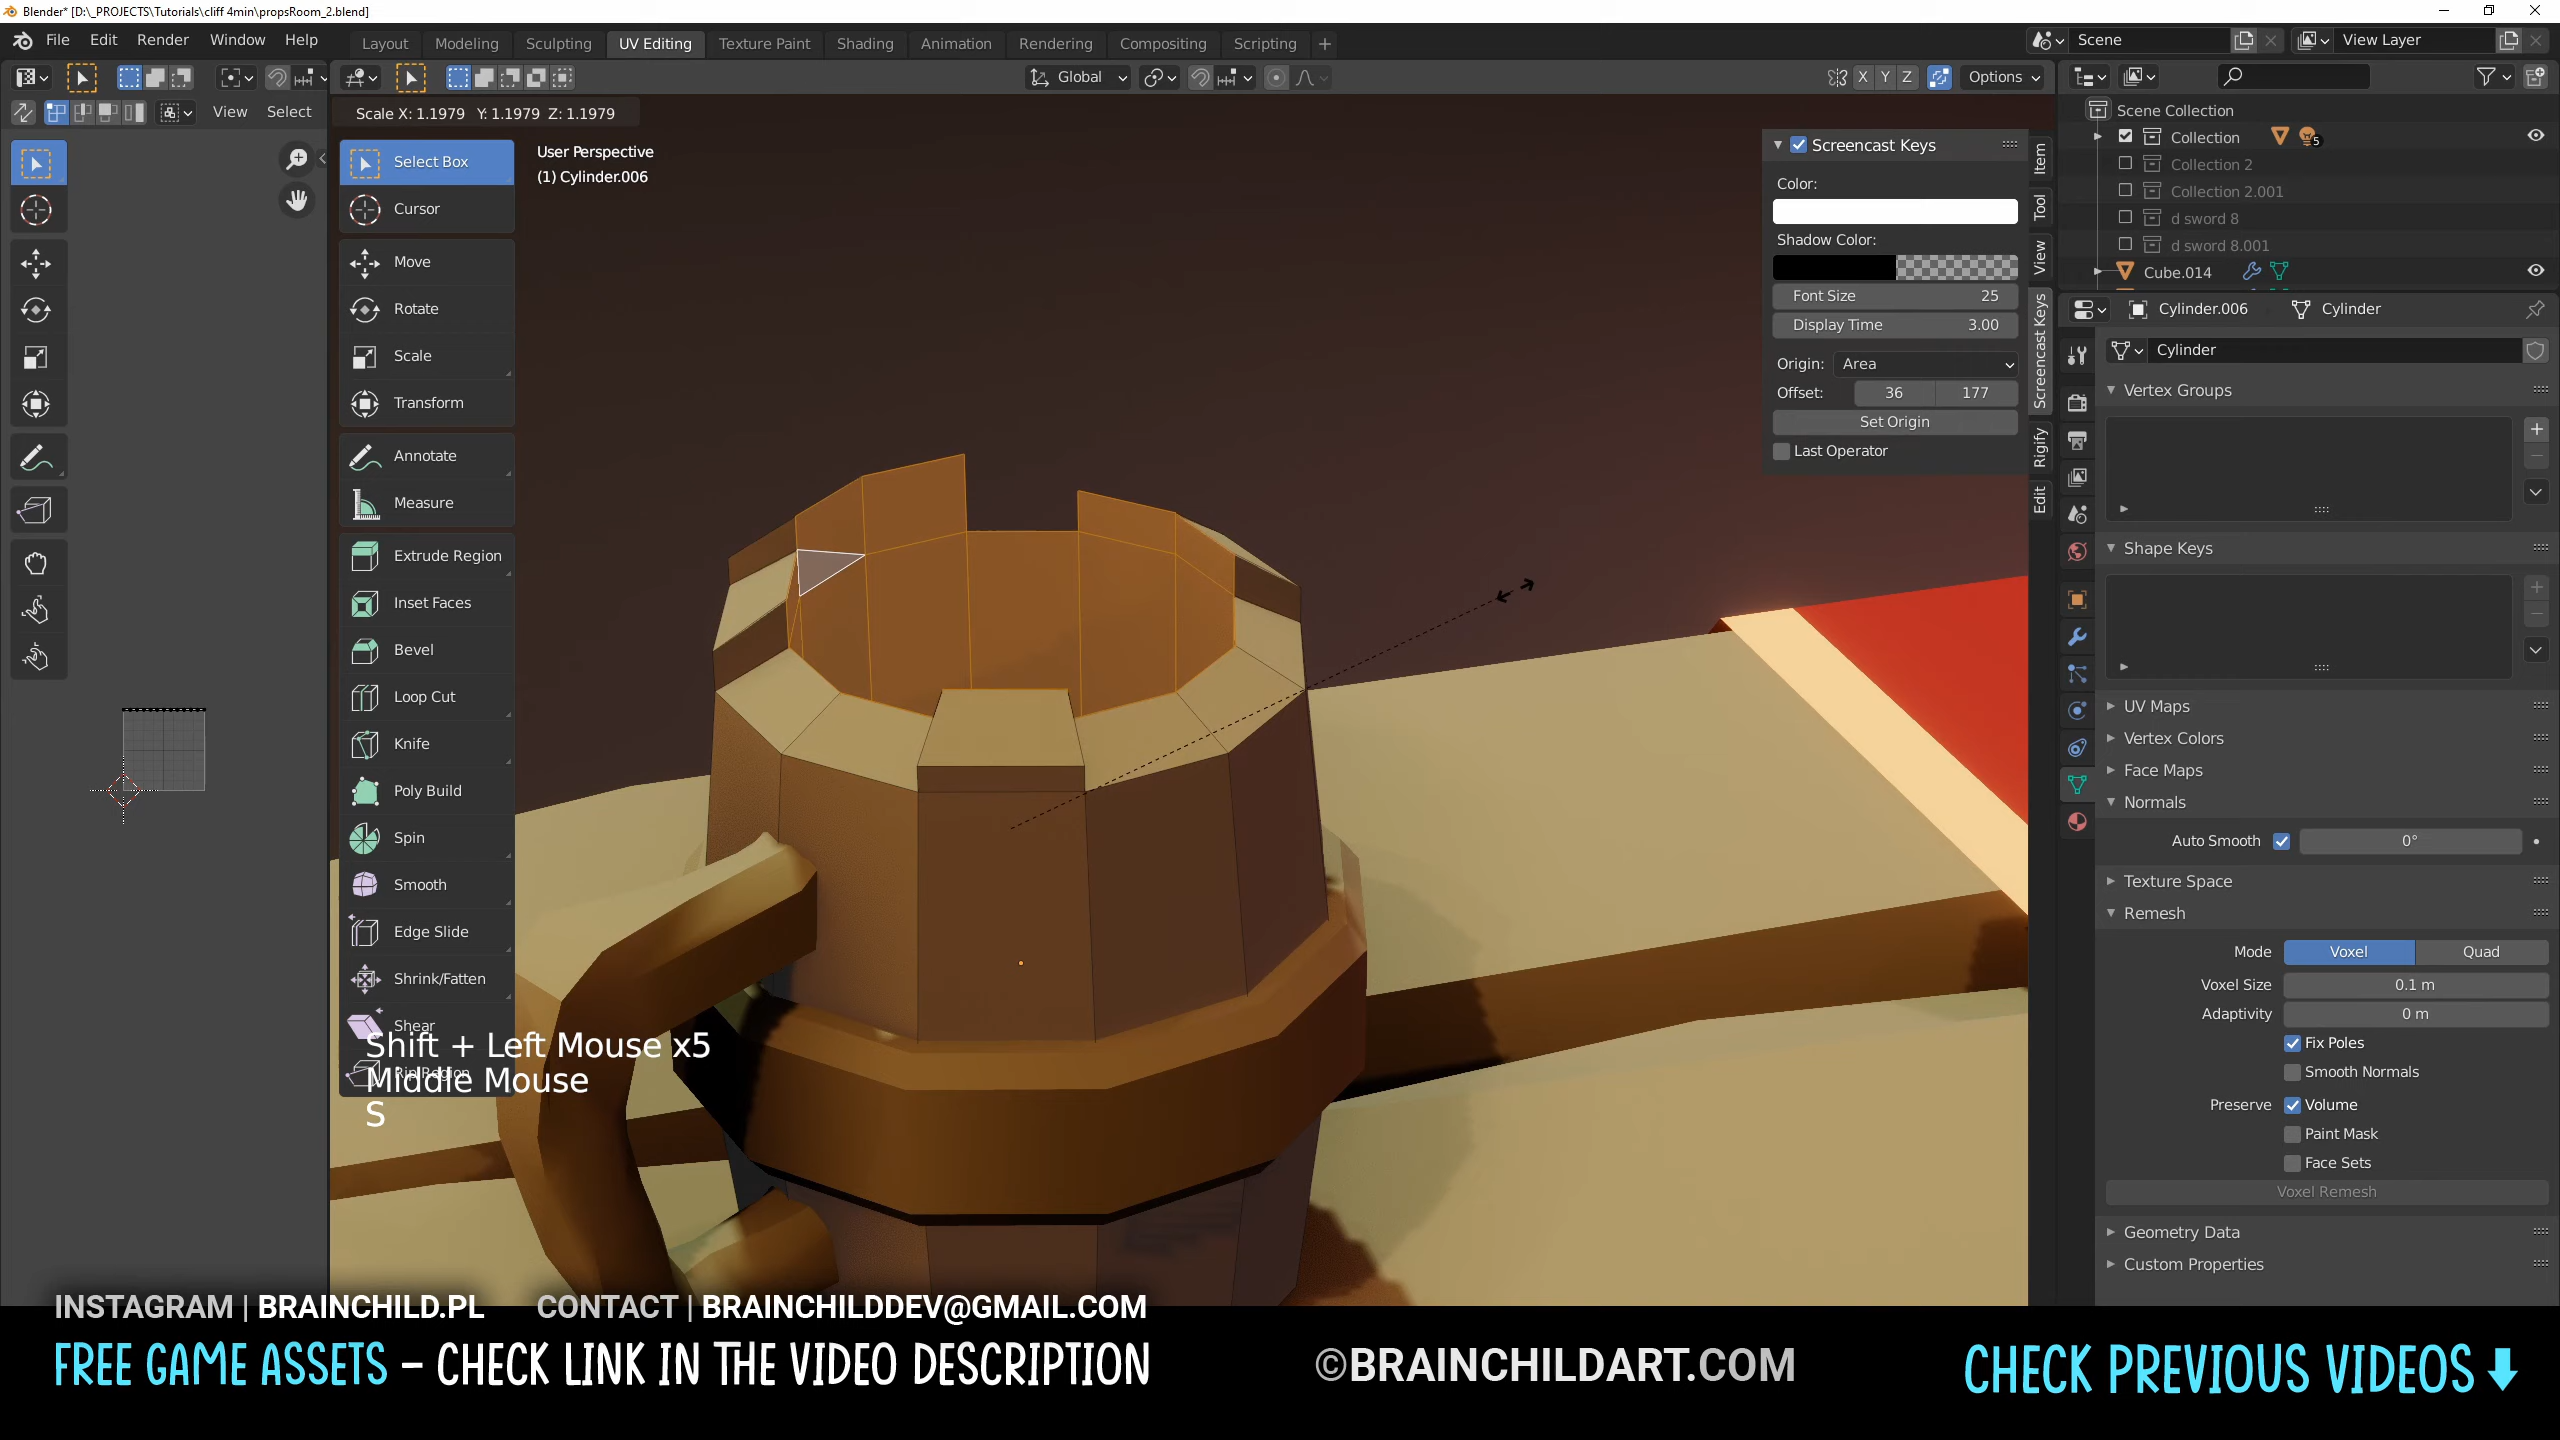 Blender* [D:\_PROJECTS\Tutorials\cliff 4min\propsRoom_2.blend]
File Edit Render Window Help Layout Modeling Sculpting UV Editing Texture Paint Shading Animation Rendering Compositing Scripting + Scene View Layer
Global X Y Z Options
View Select
Scale X: 1.1979 Y: 1.1979 Z: 1.1979
User Perspective
(1) Cylinder.006
Select Box
Cursor
Move
Rotate
Scale
Transform
Annotate
Measure
Extrude Region
Inset Faces
Bevel
Loop Cut
Knife
Poly Build
Spin
Smooth
Edge Slide
Shrink/Fatten
Shear
Rip Region
Shift + Left Mouse x5
Middle Mouse
S
Screencast Keys
Color:
Shadow Color:
Font Size 25
Display Time 3.00
Origin: Area
Offset: 36 177
Set Origin
Last Operator
Item
Tool
View
Screencast Keys
Rigify
Edit
Scene Collection
Collection 5
Collection 2
Collection 2.001
d sword 8
d sword 8.001
Cube.014
Cylinder.006 Cylinder
Cylinder
Vertex Groups
Shape Keys
UV Maps
Vertex Colors
Face Maps
Normals
Auto Smooth 0°
Texture Space
Remesh
Mode Voxel Quad
Voxel Size 0.1 m
Adaptivity 0 m
Fix Poles
Smooth Normals
Preserve Volume
Paint Mask
Face Sets
Voxel Remesh
Geometry Data
Custom Properties
INSTAGRAM | BRAINCHILD.PL CONTACT | BRAINCHILDDEV@GMAIL.COM
FREE GAME ASSETS – CHECK LINK IN THE VIDEO DESCRIPTION
©BRAINCHILDART.COM
CHECK PREVIOUS VIDEOS